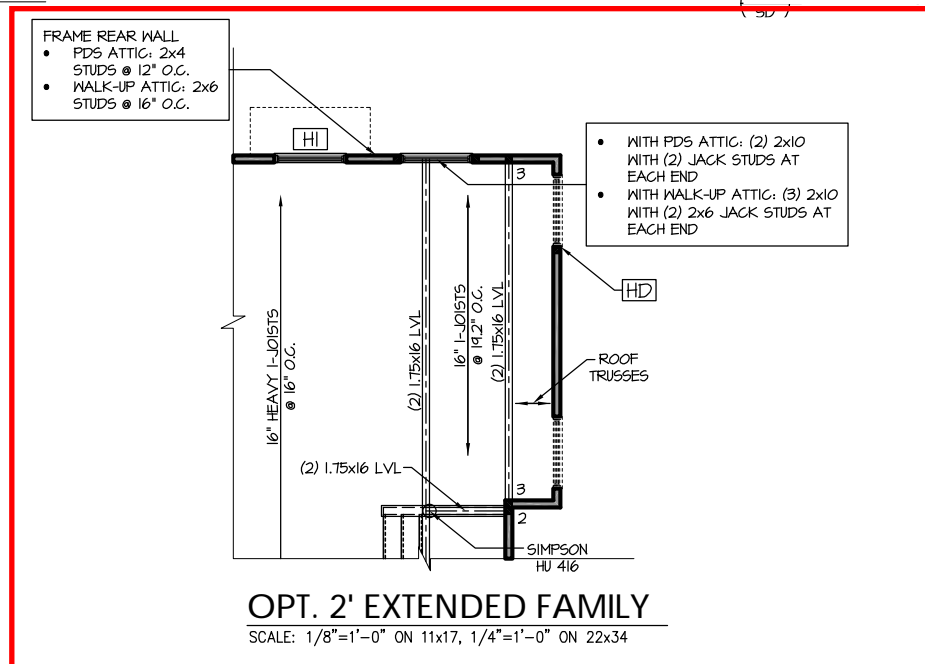 ( SD )
FRAME REAR WALL
• PDS ATTIC: 2x4
STUDS @ 12" O.C.
• WALK-UP ATTIC: 2x6
STUDS @ 16" O.C.
H1
• WITH PDS ATTIC: (2) 2x10
WITH (2) JACK STUDS AT
EACH END
• WITH WALK-UP ATTIC: (3) 2x10
WITH (2) 2x6 JACK STUDS AT
EACH END
3
HD
16" HEAVY I-JOISTS
@ 16" O.C.
(2) 1.75x16 LVL
16" I-JOISTS
@ 19.2" O.C.
(2) 1.75x16 LVL
ROOF
TRUSSES
(2) 1.75x16 LVL
3
2
SIMPSON
HU 416
OPT. 2' EXTENDED FAMILY
SCALE: 1/8"=1'-0" ON 11x17, 1/4"=1'-0" ON 22x34